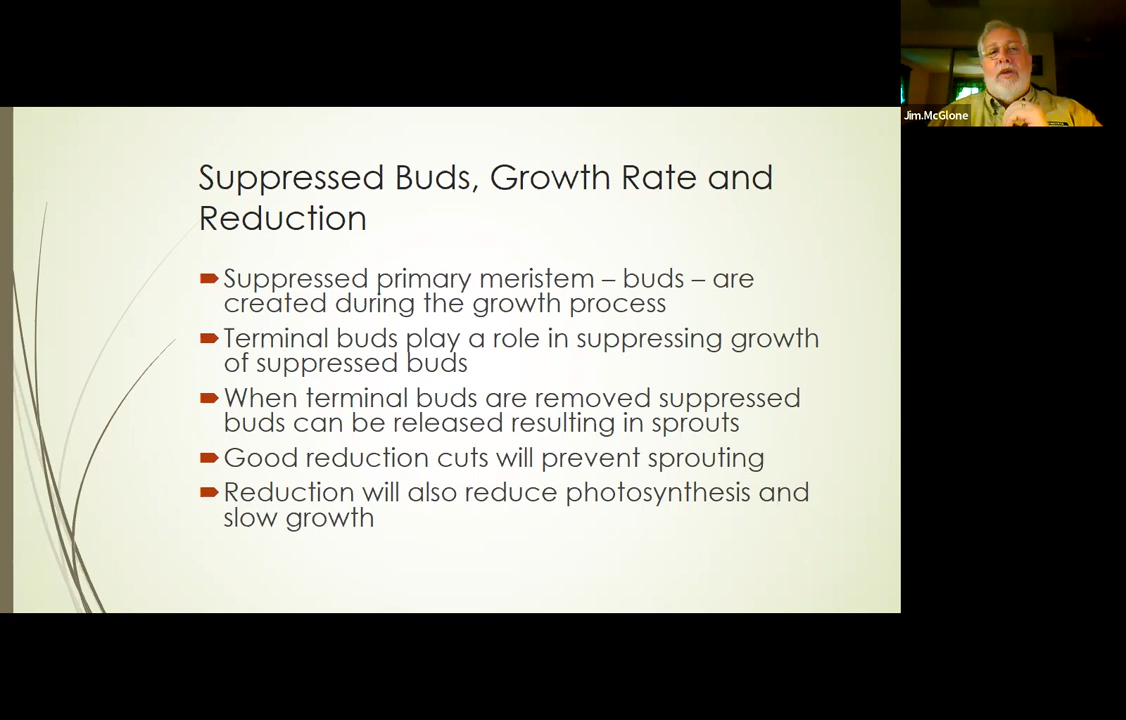 Jim.McGlone
Suppressed Buds, Growth Rate and
Reduction
Suppressed primary meristem – buds – are
created during the growth process
Terminal buds play a role in suppressing growth
of suppressed buds
When terminal buds are removed suppressed
buds can be released resulting in sprouts
Good reduction cuts will prevent sprouting
Reduction will also reduce photosynthesis and
slow growth